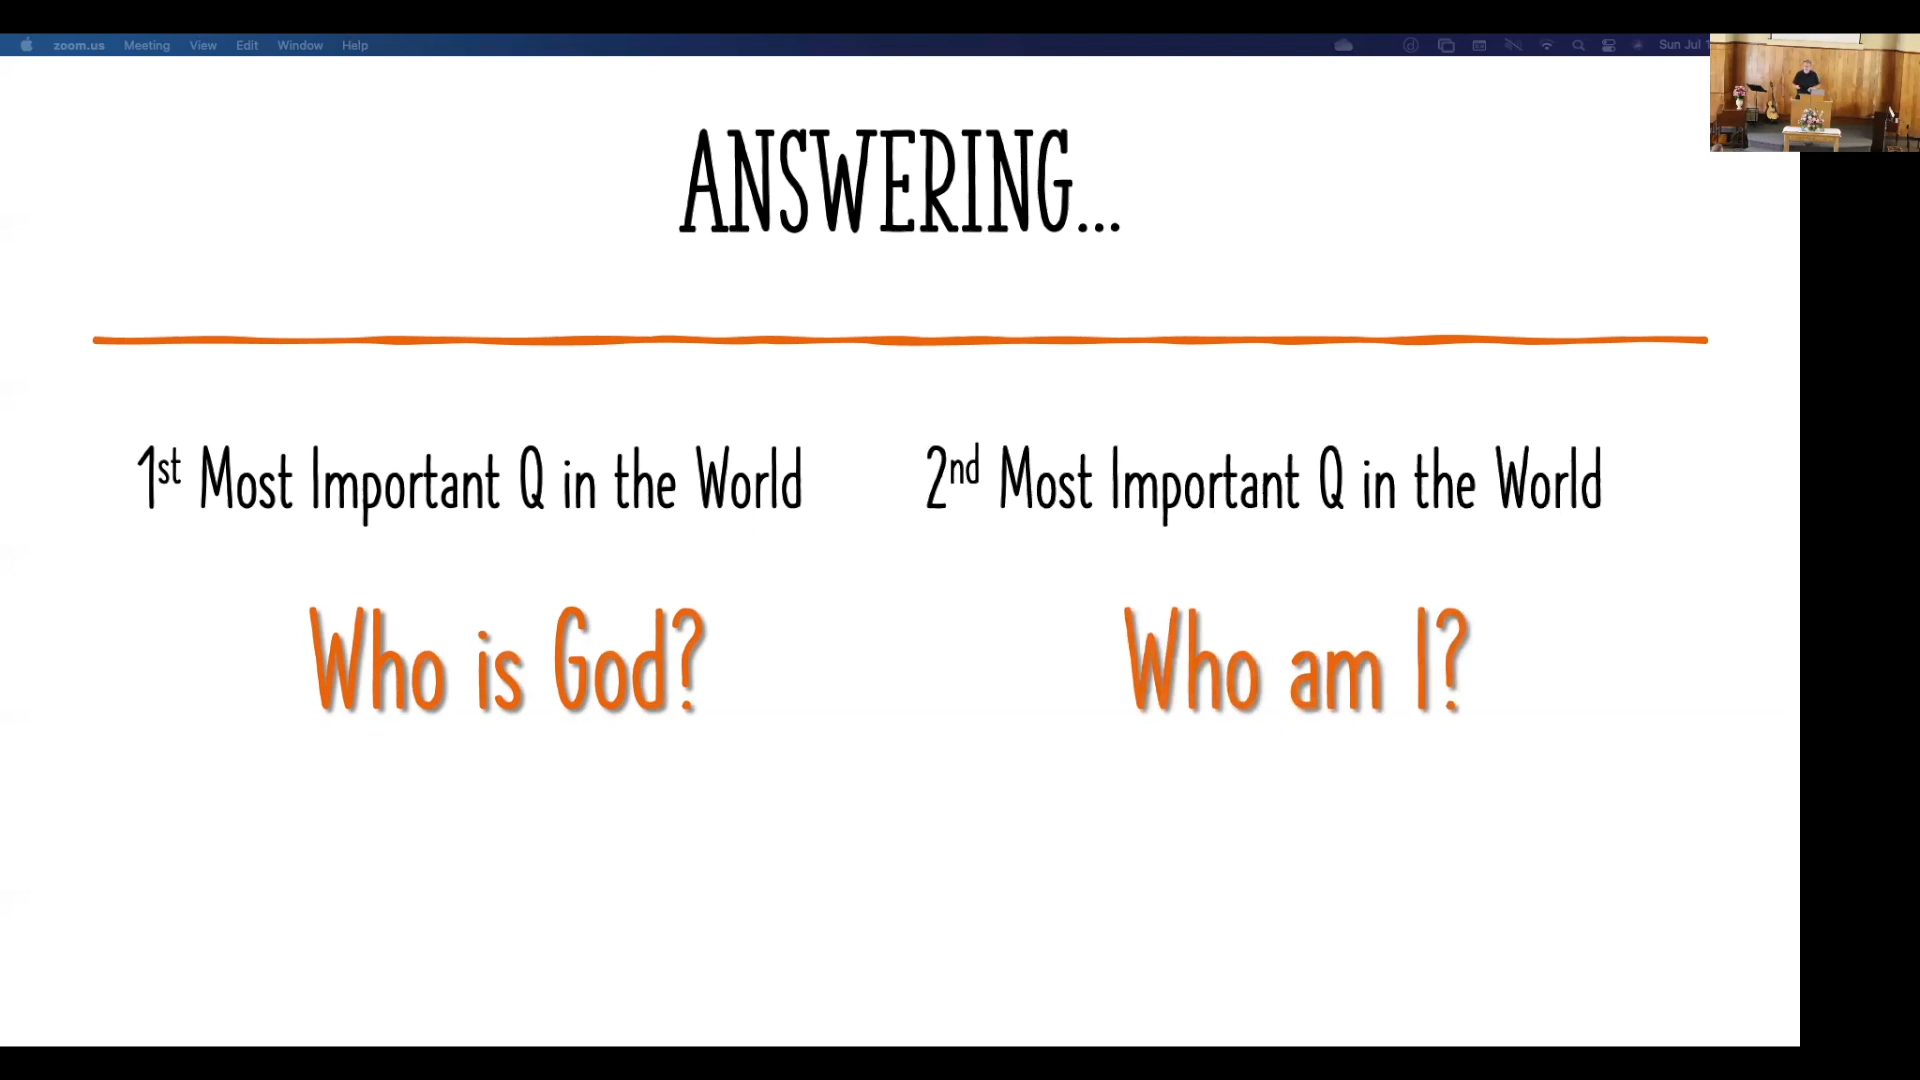 zoom.us Meeting View Edit Window Help Sun Jul
ANSWERING...
1st Most Important Q in the World
Who is God?
2nd Most Important Q in the World
Who am I?